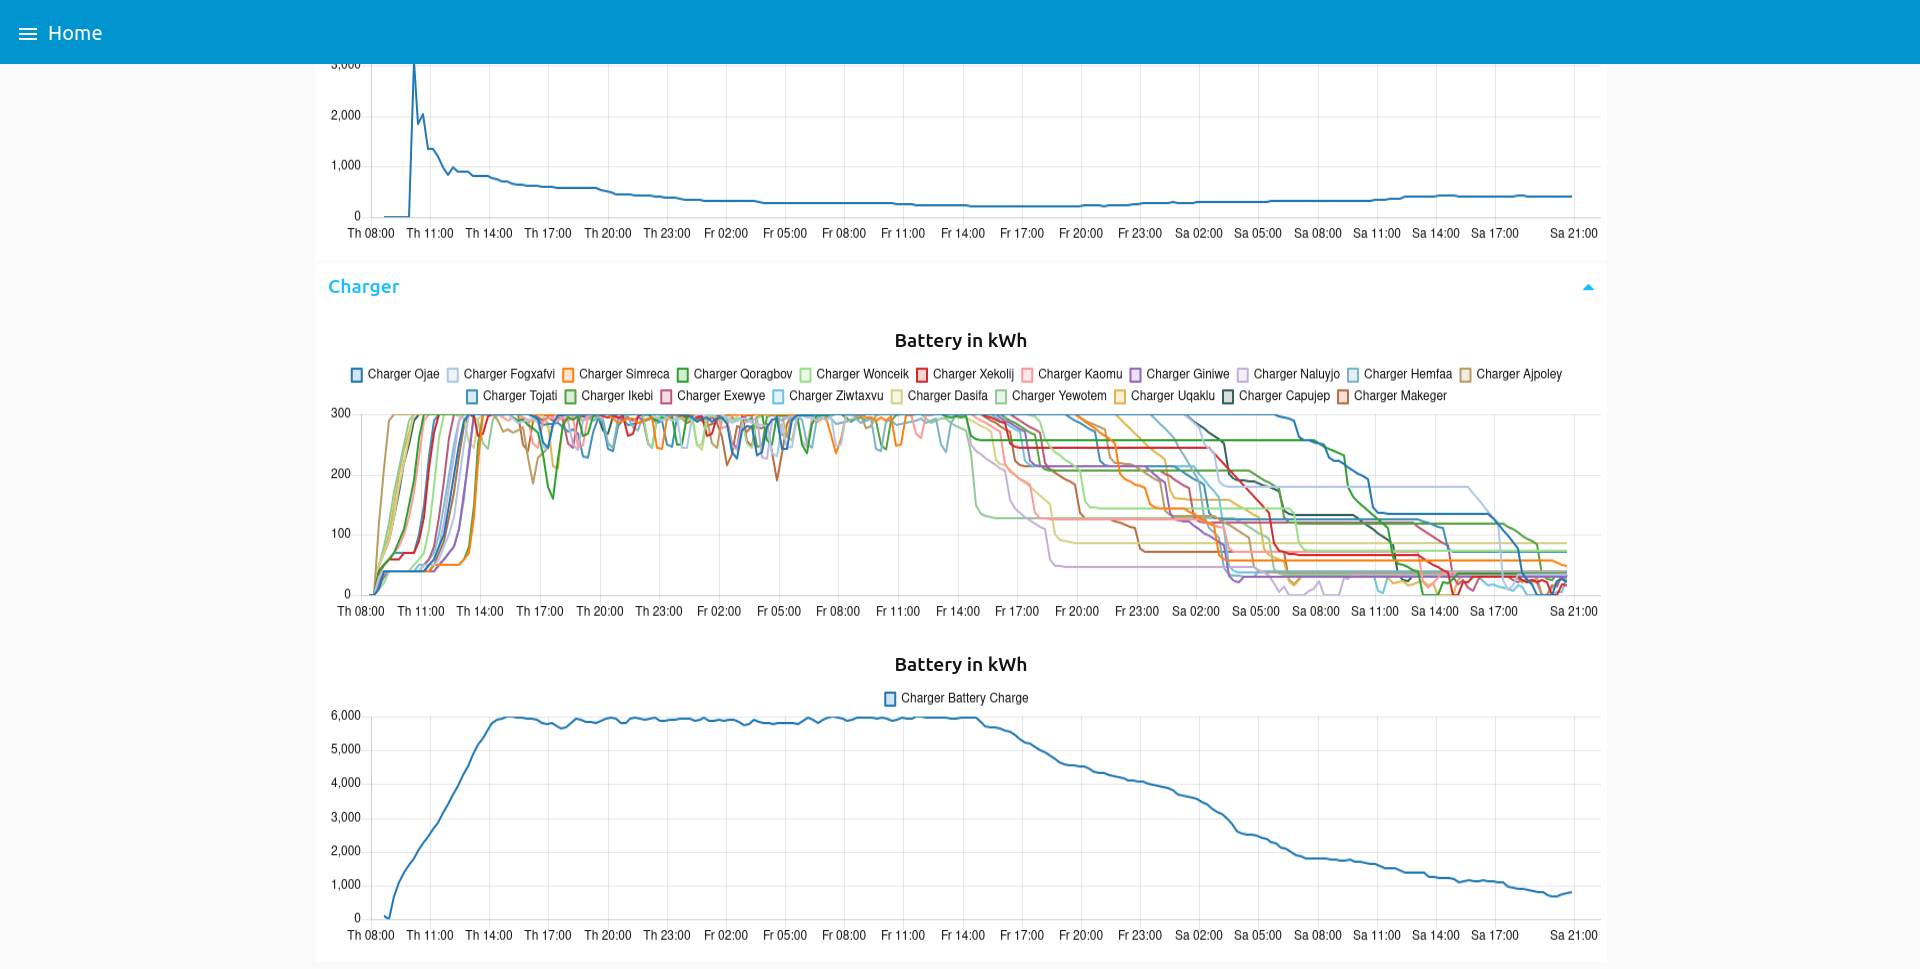 Home
3,000
2,000
1,000
0
Th 08:00 Th 11:00 Th 14:00 Th 17:00 Th 20:00 Th 23:00 Fr 02:00 Fr 05:00 Fr 08:00 Fr 11:00 Fr 14:00 Fr 17:00 Fr 20:00 Fr 23:00 Sa 02:00 Sa 05:00 Sa 08:00 Sa 11:00 Sa 14:00 Sa 17:00 Sa 21:00
Charger
Battery in kWh
Charger Ojae Charger Fogxafvi Charger Simreca Charger Qoragbov Charger Wonceik Charger Xekolij Charger Kaomu Charger Giniwe Charger Naluyjo Charger Hemfaa Charger Ajpoley
Charger Tojati Charger Ikebi Charger Exewye Charger Ziwtaxvu Charger Dasifa Charger Yewotem Charger Uqaklu Charger Capujep Charger Makeger
300
200
100
0
Th 08:00 Th 11:00 Th 14:00 Th 17:00 Th 20:00 Th 23:00 Fr 02:00 Fr 05:00 Fr 08:00 Fr 11:00 Fr 14:00 Fr 17:00 Fr 20:00 Fr 23:00 Sa 02:00 Sa 05:00 Sa 08:00 Sa 11:00 Sa 14:00 Sa 17:00 Sa 21:00
Battery in kWh
Charger Battery Charge
6,000
5,000
4,000
3,000
2,000
1,000
0
Th 08:00 Th 11:00 Th 14:00 Th 17:00 Th 20:00 Th 23:00 Fr 02:00 Fr 05:00 Fr 08:00 Fr 11:00 Fr 14:00 Fr 17:00 Fr 20:00 Fr 23:00 Sa 02:00 Sa 05:00 Sa 08:00 Sa 11:00 Sa 14:00 Sa 17:00 Sa 21:00